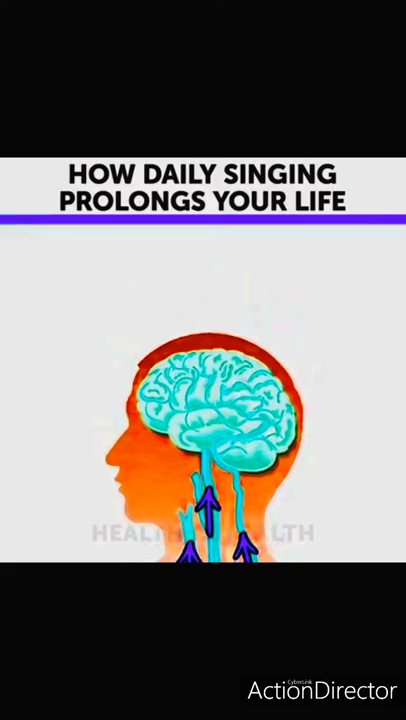 HOW DAILY SINGING
PROLONGS YOUR LIFE
CyberLink
ActionDirector